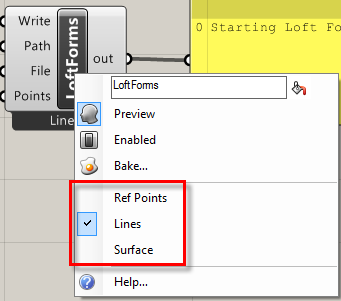 Write
Path
File
Points
LoftForms
out
Line
0 Starting Loft Fo
LoftForms
Preview
Enabled
Bake...
Ref Points
Lines
Surface
Help...